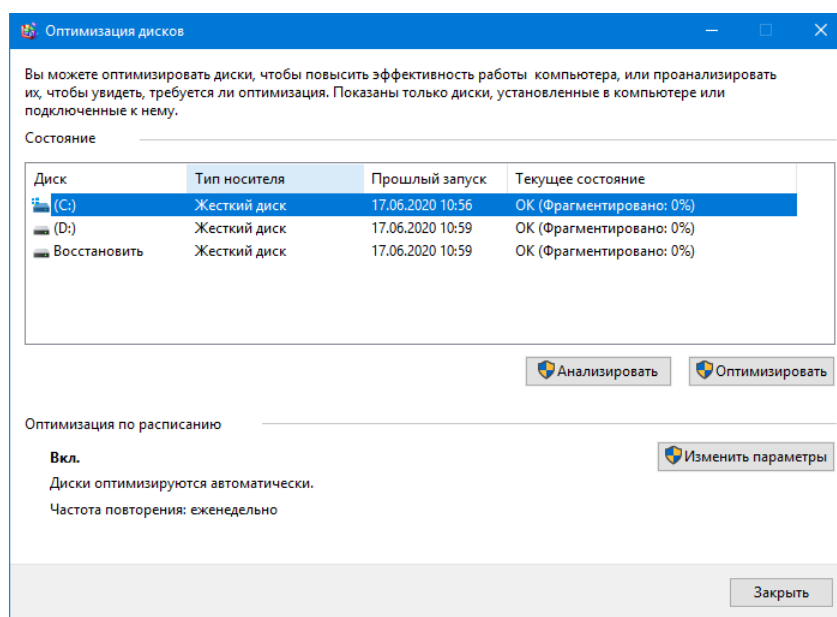 Оптимизация дисков
Вы можете оптимизировать диски, чтобы повысить эффективность работы компьютера, или проанализировать
их, чтобы увидеть, требуется ли оптимизация. Показаны только диски, установленные в компьютере или
подключенные к нему.
Состояние
Диск Тип носителя Прошлый запуск Текущее состояние
(C:) Жесткий диск 17.06.2020 10:56 ОК (Фрагментировано: 0%)
(D:) Жесткий диск 17.06.2020 10:59 ОК (Фрагментировано: 0%)
Восстановить Жесткий диск 17.06.2020 10:59 ОК (Фрагментировано: 0%)
Анализировать Оптимизировать
Оптимизация по расписанию
Вкл. Изменить параметры
Диски оптимизируются автоматически.
Частота повторения: еженедельно
Закрыть